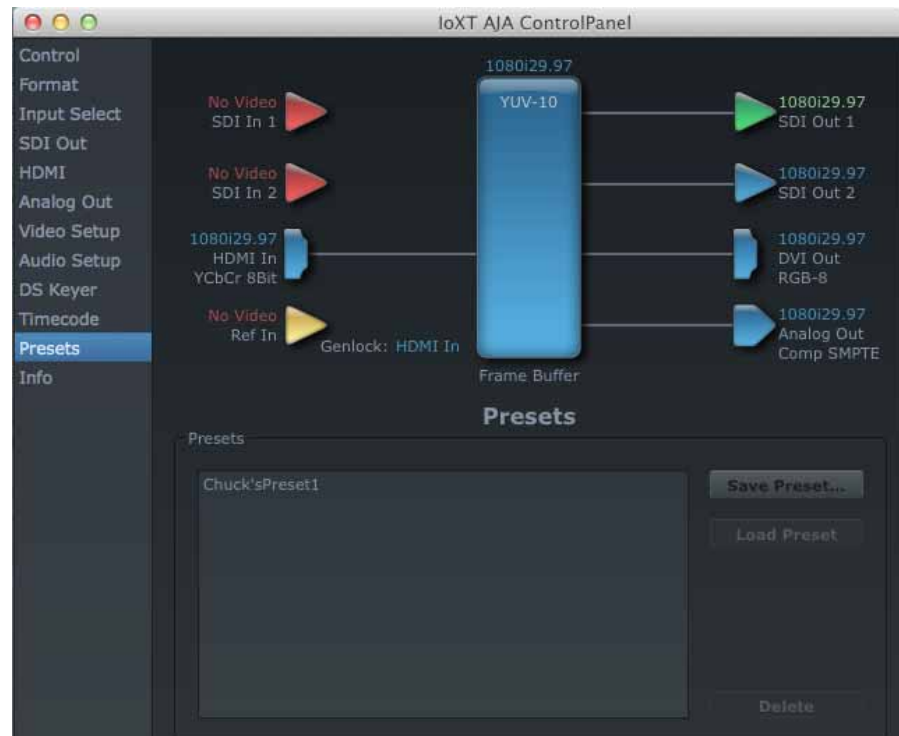 IoXT AJA ControlPanel
Control
Format
Input Select
SDI Out
HDMI
Analog Out
Video Setup
Audio Setup
DS Keyer
Timecode
Presets
Info
1080i29.97
YUV-10
No Video
SDI In 1
No Video
SDI In 2
1080i29.97
HDMI In
YCbCr 8Bit
No Video
Ref In
Genlock: HDMI In
Frame Buffer
1080i29.97
SDI Out 1
1080i29.97
SDI Out 2
1080i29.97
DVI Out
RGB-8
1080i29.97
Analog Out
Comp SMPTE
Presets
Presets
Chuck'sPreset1
Save Preset...
Load Preset
Delete